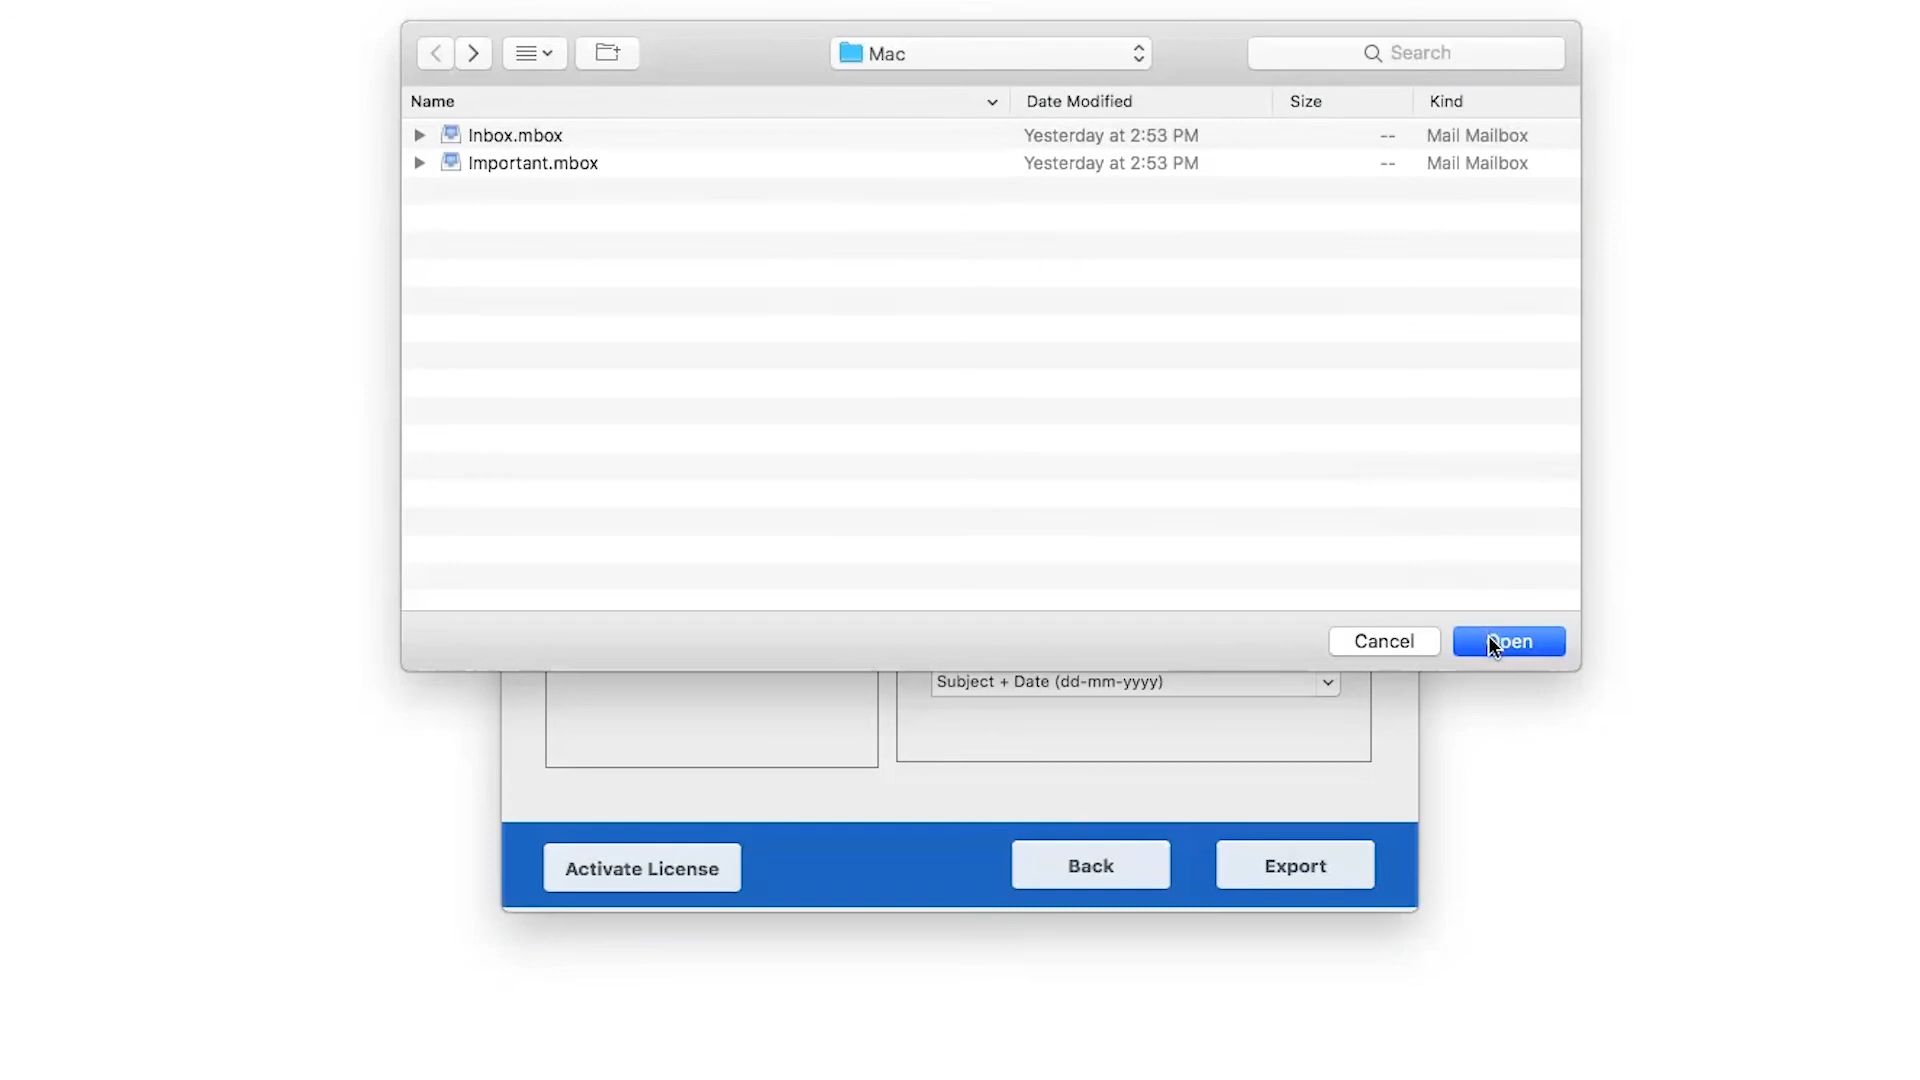 Mac
Search
Name Date Modified Size Kind
Inbox.mbox Yesterday at 2:53 PM -- Mail Mailbox
Important.mbox Yesterday at 2:53 PM -- Mail Mailbox
Cancel Open
Subject + Date (dd-mm-yyyy)
Activate License Back Export